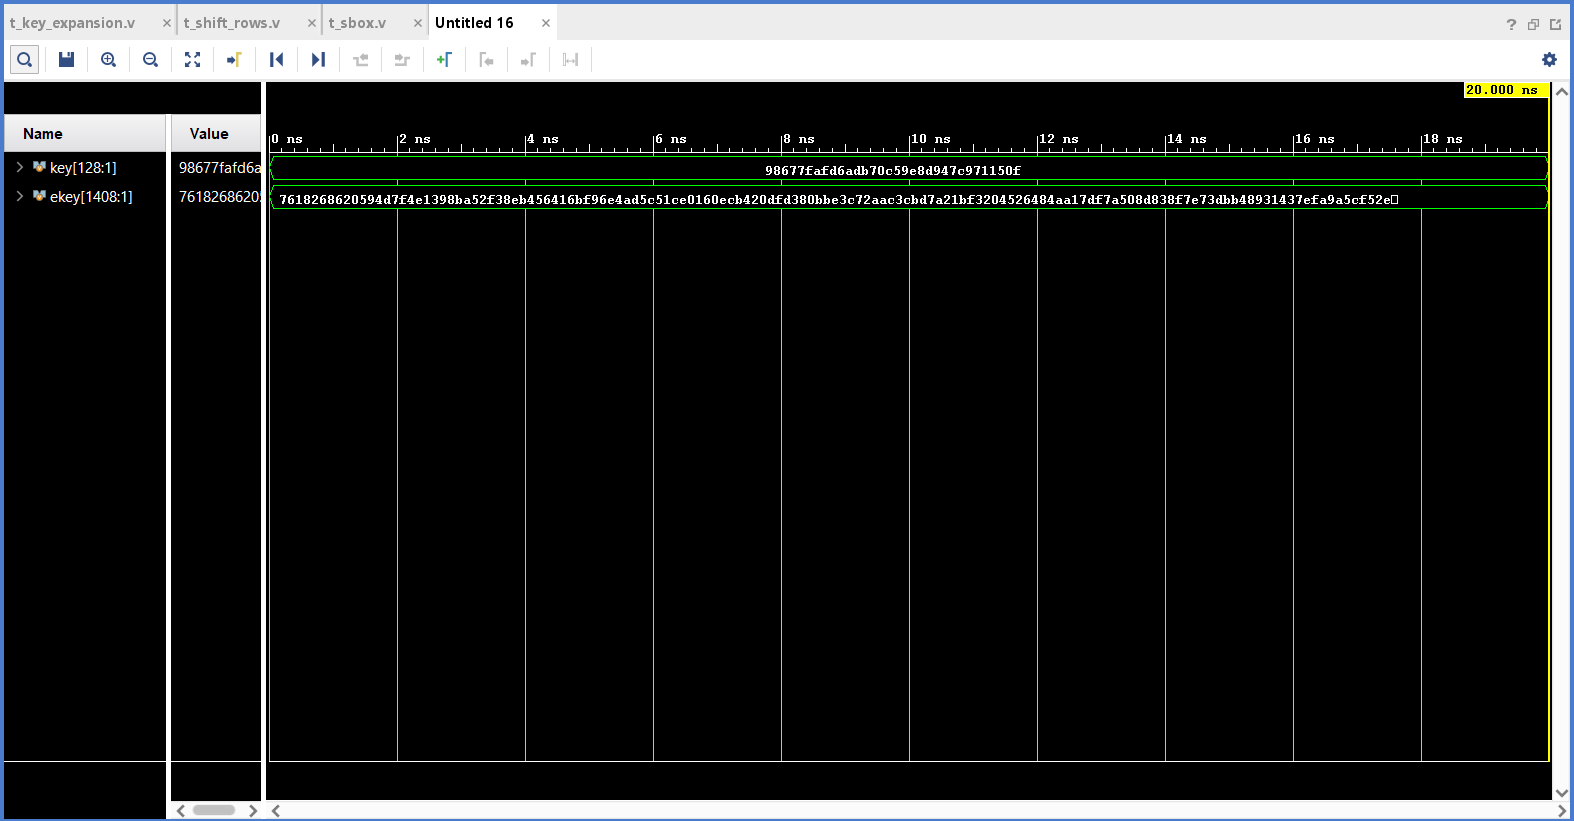 t_key_expansion.v × t_shift_rows.v × t_sbox.v × Untitled 16 ×
20.000 ns
Name Value
0 ns 2 ns 4 ns 6 ns 8 ns 10 ns 12 ns 14 ns 16 ns 18 ns
key[128:1] 98677fafd6a 98677fafd6adb70c59e8d947c971150f
ekey[1408:1] 7618268620 7618268620594d7f4e1398ba52f38eb456416bf96e4ad5c51ce0160ecb420dfd380bbe3c72aac3cbd7a21bf3204526484aa17df7a508d838f7e73dbb48931437efa9a5cf52e